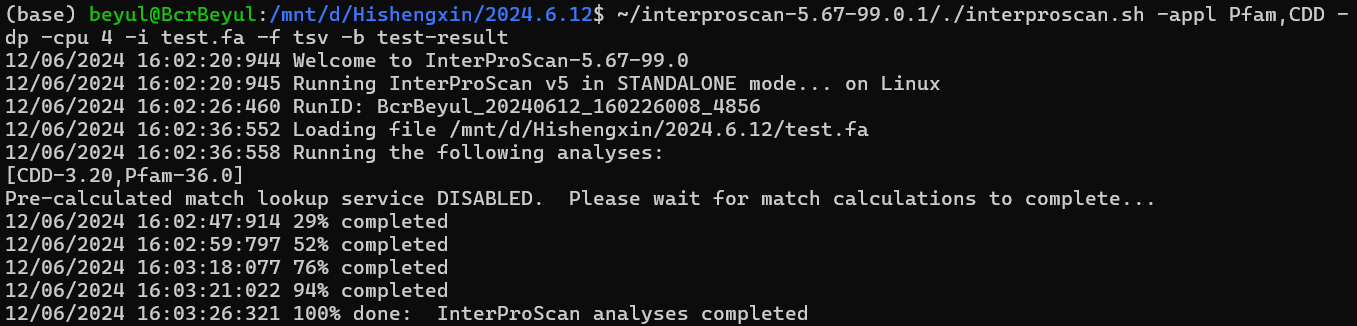 (base) beyul@BcrBeyul:/mnt/d/Hishengxin/2024.6.12$ ~/interproscan-5.67-99.0.1/./interproscan.sh -appl Pfam,CDD -
dp -cpu 4 -i test.fa -f tsv -b test-result
12/06/2024 16:02:20:944 Welcome to InterProScan-5.67-99.0
12/06/2024 16:02:20:945 Running InterProScan v5 in STANDALONE mode... on Linux
12/06/2024 16:02:26:460 RunID: BcrBeyul_20240612_160226008_4856
12/06/2024 16:02:36:552 Loading file /mnt/d/Hishengxin/2024.6.12/test.fa
12/06/2024 16:02:36:558 Running the following analyses:
[CDD-3.20,Pfam-36.0]
Pre-calculated match lookup service DISABLED.  Please wait for match calculations to complete...
12/06/2024 16:02:47:914 29% completed
12/06/2024 16:02:59:797 52% completed
12/06/2024 16:03:18:077 76% completed
12/06/2024 16:03:21:022 94% completed
12/06/2024 16:03:26:321 100% done:  InterProScan analyses completed